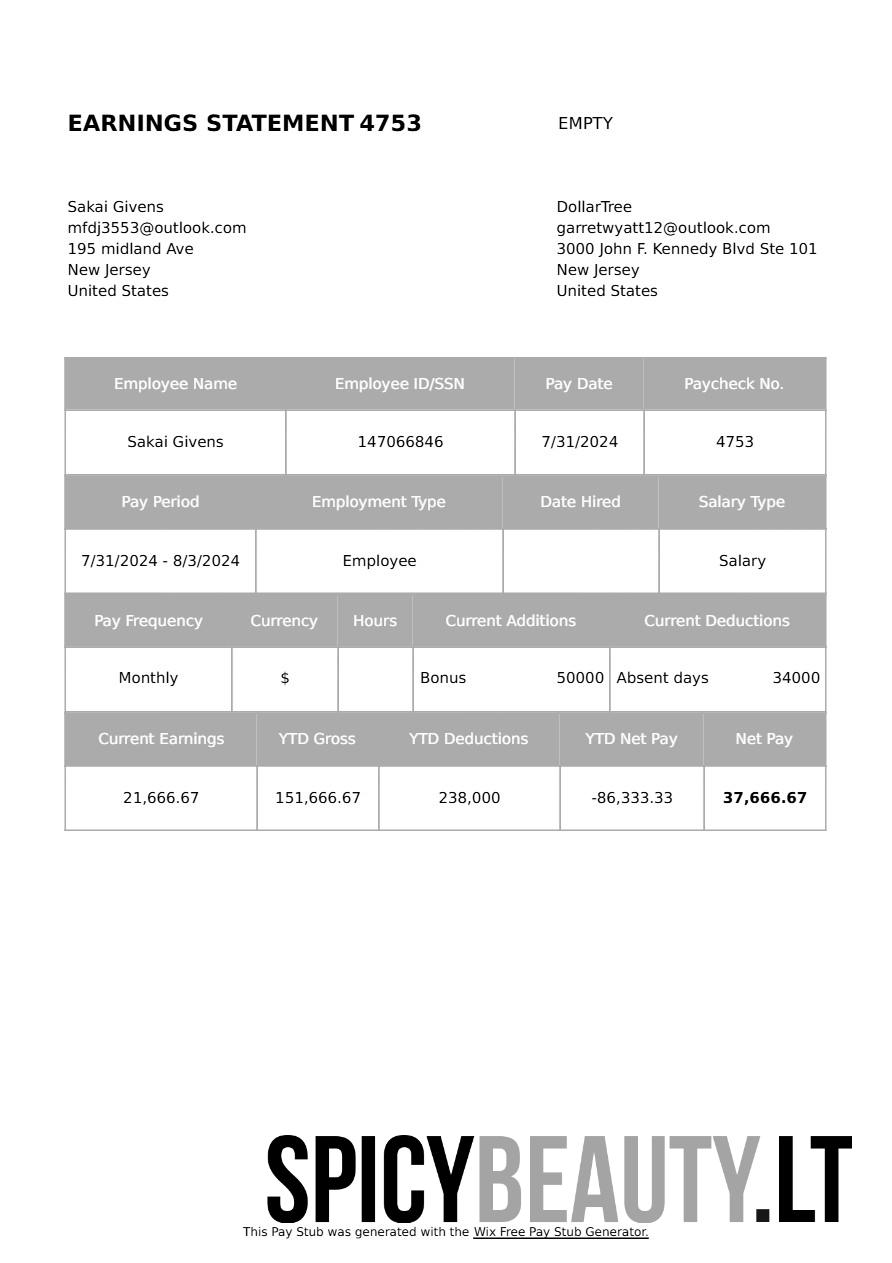 EARNINGS STATEMENT 4753 EMPTY
Sakai Givens DollarTree
mfdj3553@outlook.com garretwyatt12@outlook.com
195 midland Ave 3000 John F. Kennedy Blvd Ste 101
New Jersey New Jersey
United States United States
Employee Name Employee ID/SSN Pay Date Paycheck No.
Sakai Givens 147066846 7/31/2024 4753
Pay Period Employment Type Date Hired Salary Type
7/31/2024 - 8/3/2024 Employee Salary
Pay Frequency Currency Hours Current Additions Current Deductions
Monthly $ Bonus 50000 Absent days 34000
Current Earnings YTD Gross YTD Deductions YTD Net Pay Net Pay
21,666.67 151,666.67 238,000 -86,333.33 37,666.67
SPICYBEAUTY.LT
This Pay Stub was generated with the Wix Free Pay Stub Generator.